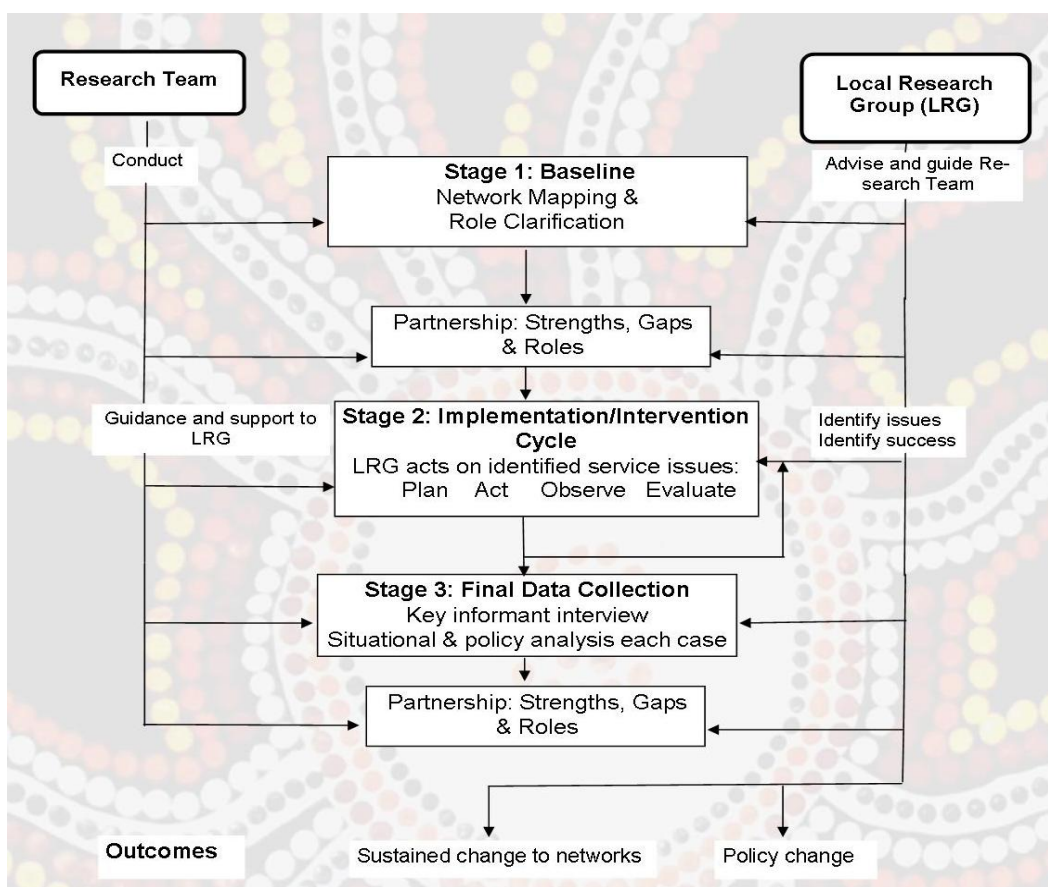 Research Team
Local Research
Group (LRG)
Conduct
Advise and guide Re-
search Team
Stage 1: Baseline
Network Mapping &
Role Clarification
Partnership: Strengths, Gaps
& Roles
Guidance and support to
LRG
Stage 2: Implementation/Intervention
Cycle
LRG acts on identified service issues:
Plan Act Observe Evaluate
Identify issues
Identify success
Stage 3: Final Data Collection
Key informant interview
Situational & policy analysis each case
Partnership: Strengths, Gaps
& Roles
Outcomes
Sustained change to networks
Policy change